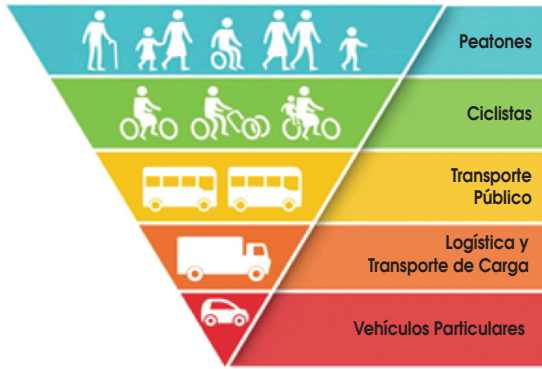 Peatones
Ciclistas
Transporte
Público
Logística y
Transporte de Carga
Vehículos Particulares